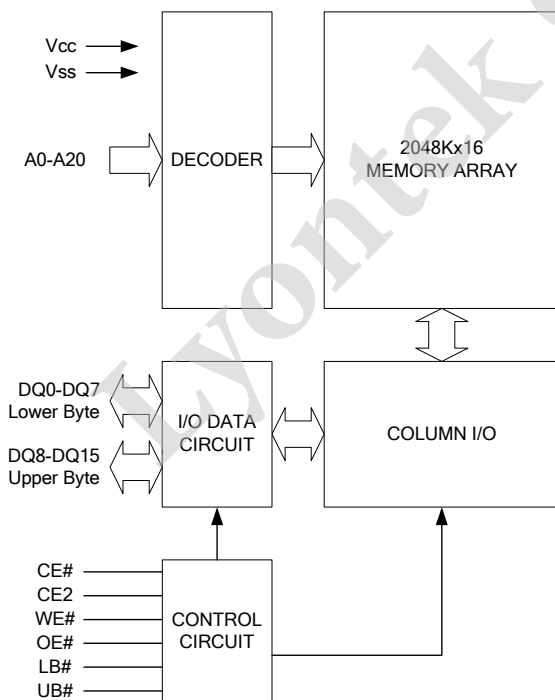 Vcc
Vss
A0-A20
DECODER
2048Kx16
MEMORY ARRAY
DQ0-DQ7
Lower Byte
DQ8-DQ15
Upper Byte
I/O DATA
CIRCUIT
COLUMN I/O
CE#
CE2
WE#
OE#
LB#
UB#
CONTROL
CIRCUIT
Lyontek